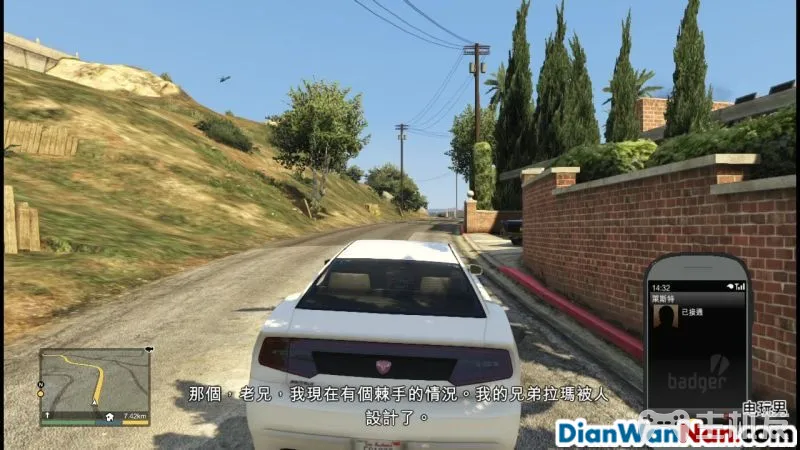 14:32
萊斯特
已接通
badger
N
7.42km
那個，老兄，我現在有個棘手的情況。我的兄弟拉瑪被人
設計了。
电玩男
DianWanNan.com